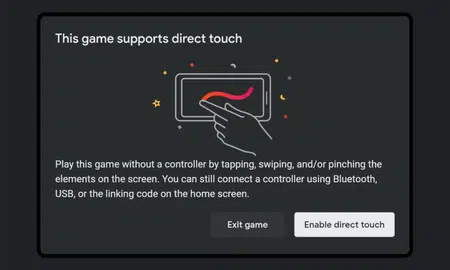 This game supports direct touch
Play this game without a controller by tapping, swiping, and/or pinching the
elements on the screen. You can still connect a controller using Bluetooth,
USB, or the linking code on the home screen.
Exit game
Enable direct touch